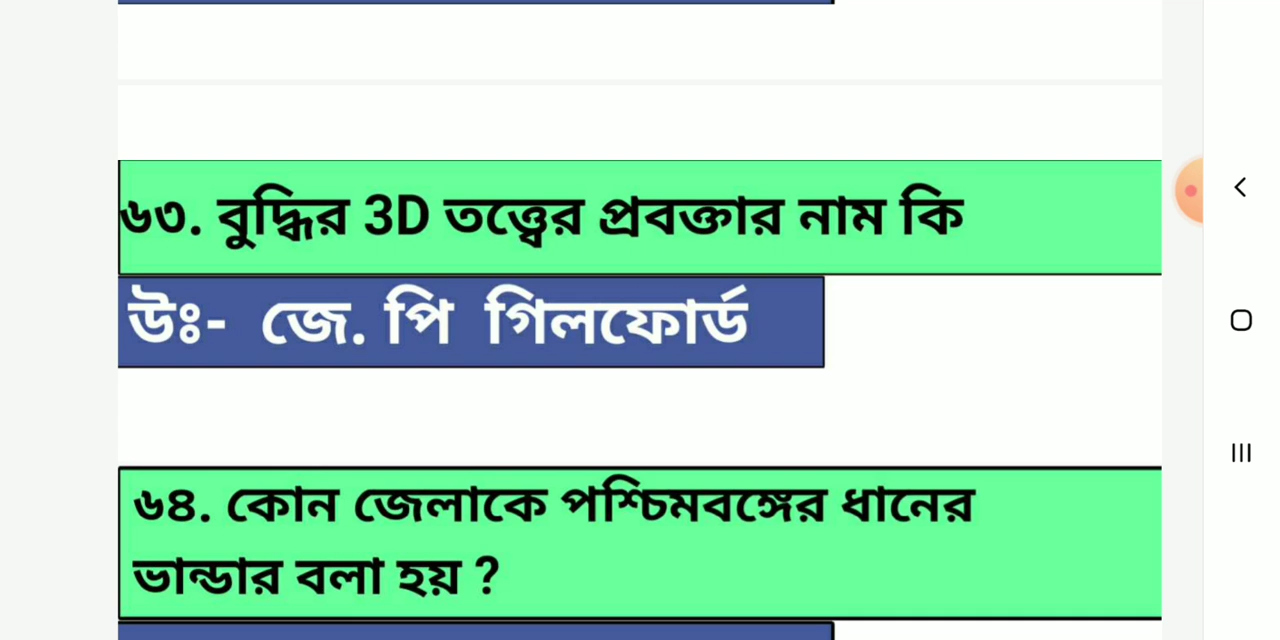 ৬৩. বুদ্ধির 3D তত্ত্বের প্রবক্তার নাম কি
উঃ- জে. পি গিলফোর্ড
৬৪. কোন জেলাকে পশ্চিমবঙ্গের ধানের
ভান্ডার বলা হয় ?